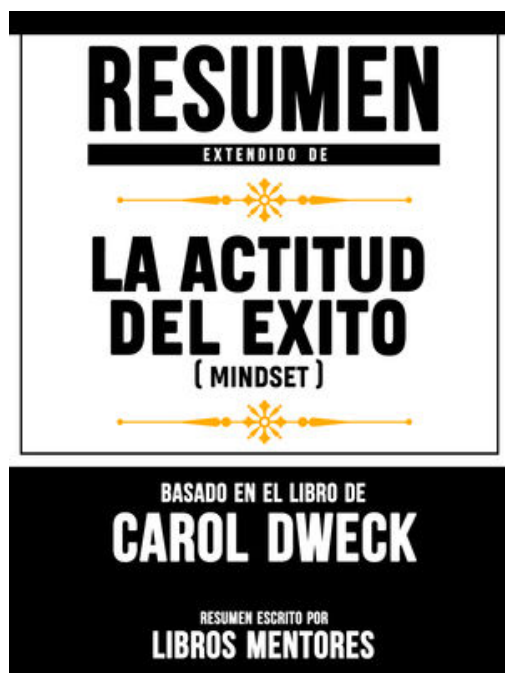 RESUMEN
EXTENDIDO DE
LA ACTITUD
DEL EXITO
( MINDSET )
BASADO EN EL LIBRO DE
CAROL DWECK
RESUMEN ESCRITO POR
LIBROS MENTORES